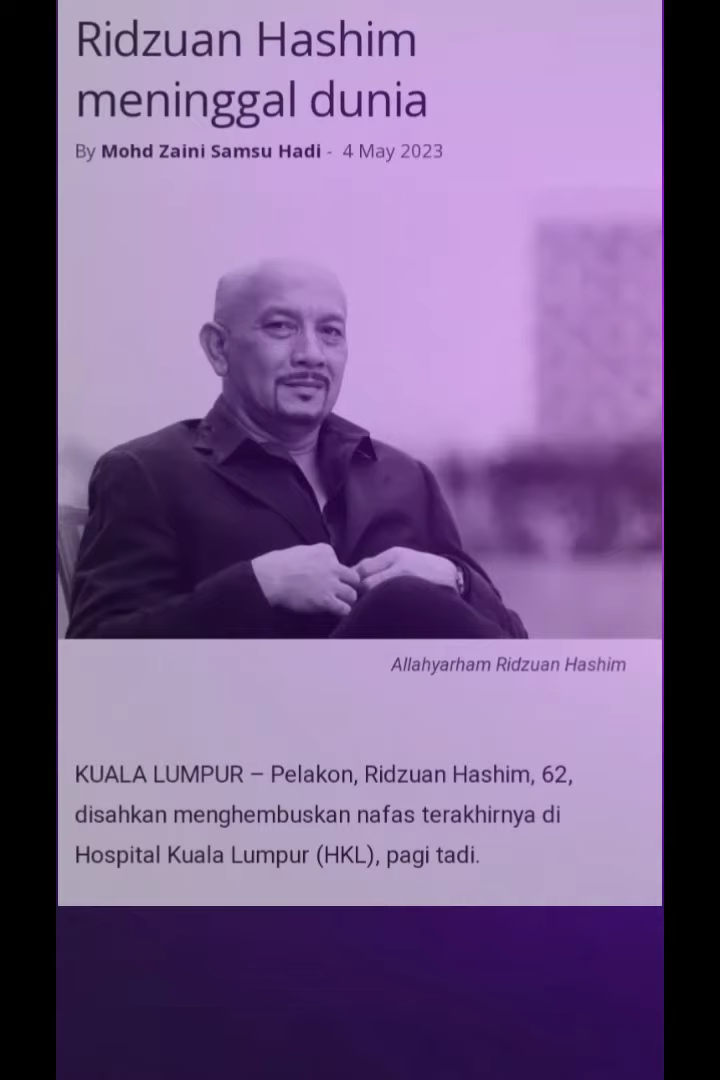 Ridzuan Hashim
meninggal dunia
By Mohd Zaini Samsu Hadi - 4 May 2023
Allahyarham Ridzuan Hashim
KUALA LUMPUR – Pelakon, Ridzuan Hashim, 62,
disahkan menghembuskan nafas terakhirnya di
Hospital Kuala Lumpur (HKL), pagi tadi.